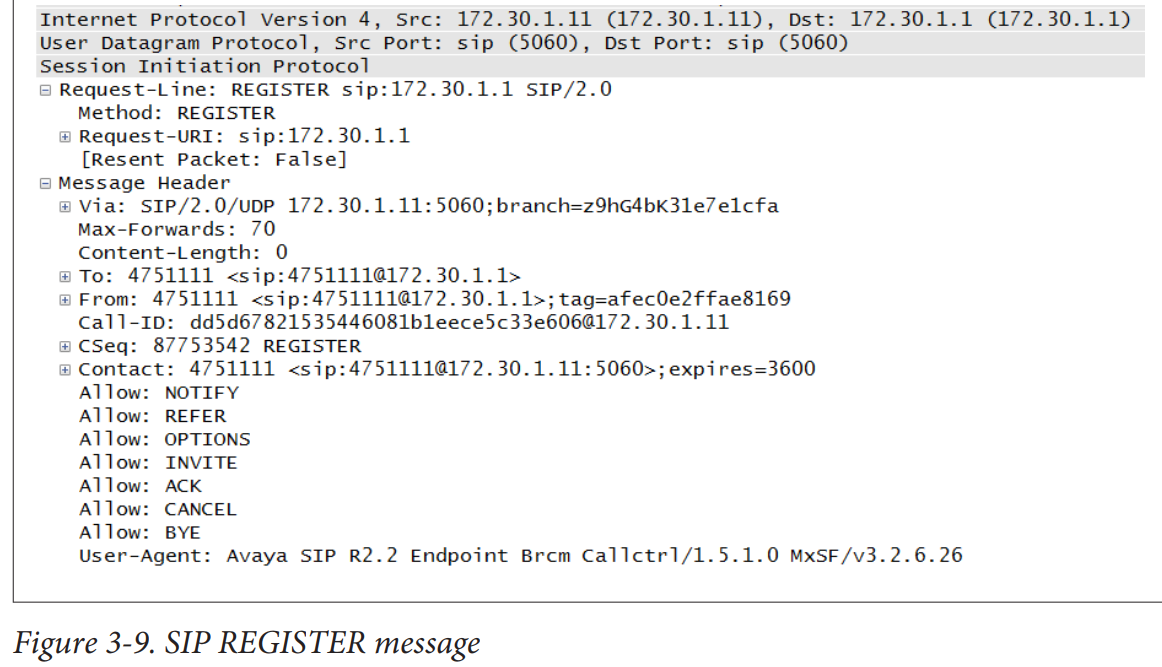 Internet Protocol Version 4, Src: 172.30.1.11 (172.30.1.11), Dst: 172.30.1.1 (172.30.1.1)
User Datagram Protocol, Src Port: sip (5060), Dst Port: sip (5060)
Session Initiation Protocol
Request-Line: REGISTER sip:172.30.1.1 SIP/2.0
Method: REGISTER
Request-URI: sip:172.30.1.1
[Resent Packet: False]
Message Header
Via: SIP/2.0/UDP 172.30.1.11:5060;branch=z9hG4bK31e7e1cfa
Max-Forwards: 70
Content-Length: 0
To: 4751111 <sip:4751111@172.30.1.1>
From: 4751111 <sip:4751111@172.30.1.1>;tag=afec0e2ffae8169
Call-ID: dd5d67821535446081b1eece5c33e606@172.30.1.11
CSeq: 87753542 REGISTER
Contact: 4751111 <sip:4751111@172.30.1.11:5060>;expires=3600
Allow: NOTIFY
Allow: REFER
Allow: OPTIONS
Allow: INVITE
Allow: ACK
Allow: CANCEL
Allow: BYE
User-Agent: Avaya SIP R2.2 Endpoint Brcm Callctrl/1.5.1.0 MxSF/v3.2.6.26
Figure 3-9. SIP REGISTER message